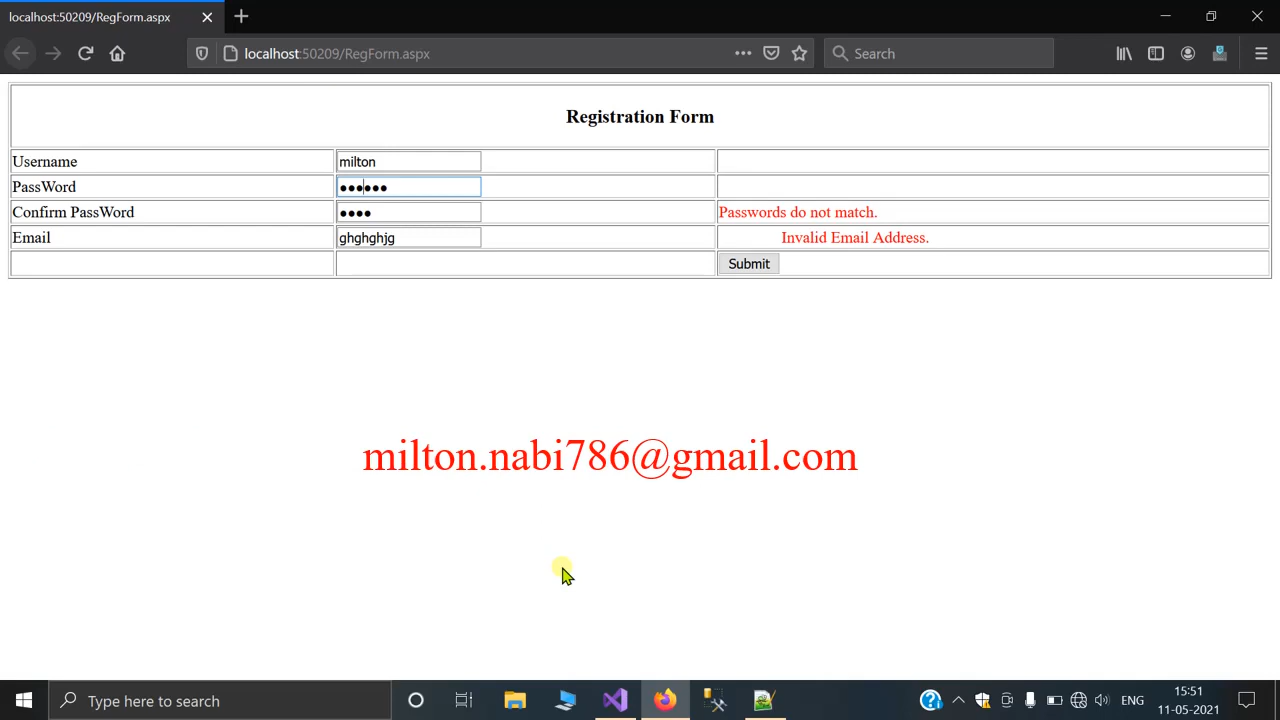 localhost:50209/RegForm.aspx
localhost:50209/RegForm.aspx
Search
Registration Form
Username milton
PassWord ●●●●●●
Confirm PassWord ●●●● Passwords do not match.
Email ghghghjg Invalid Email Address.
Submit
milton.nabi786@gmail.com
Type here to search
ENG
15:51
11-05-2021